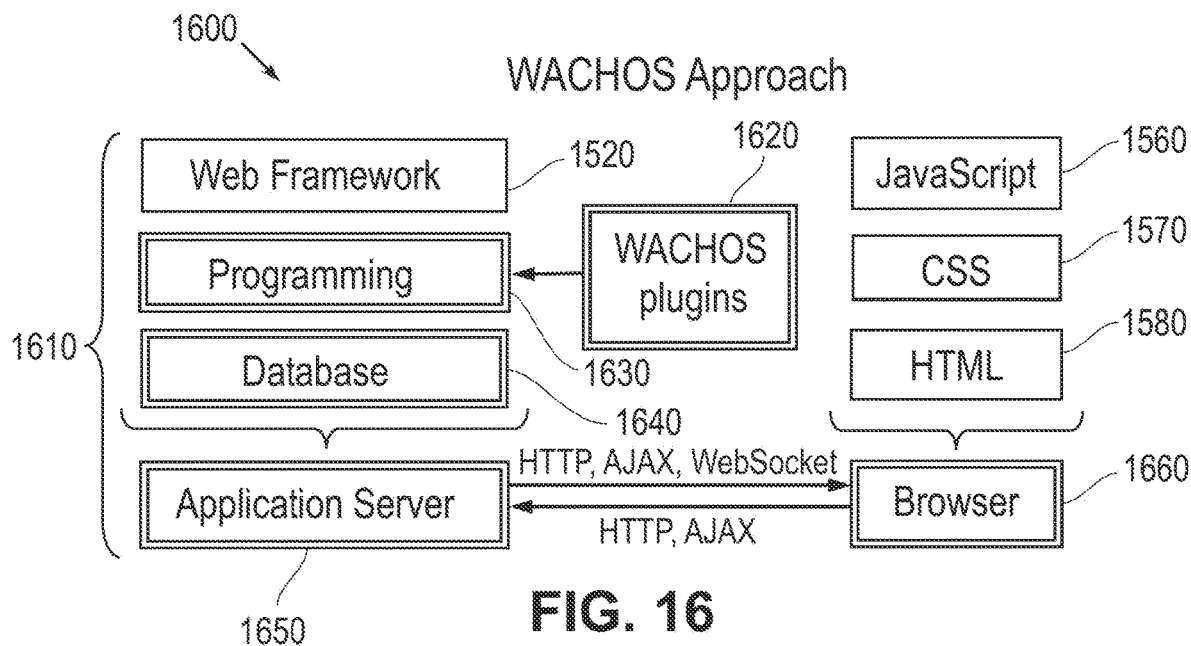 1600
WACHOS Approach
1610
Web Framework
1520
Programming
1630
Database
1640
WACHOS
plugins
1620
JavaScript
1560
CSS
1570
HTML
1580
Application Server
1650
HTTP, AJAX, WebSocket
HTTP, AJAX
Browser
1660
FIG. 16